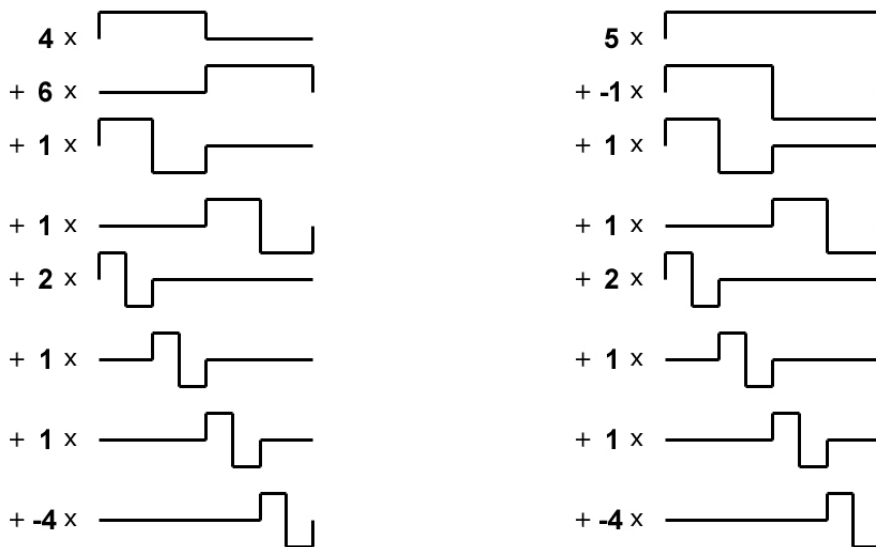 4 x 5 x
+ 6 x + -1 x
+ 1 x + 1 x
+ 1 x + 1 x
+ 2 x + 2 x
+ 1 x + 1 x
+ 1 x + 1 x
+ -4 x + -4 x